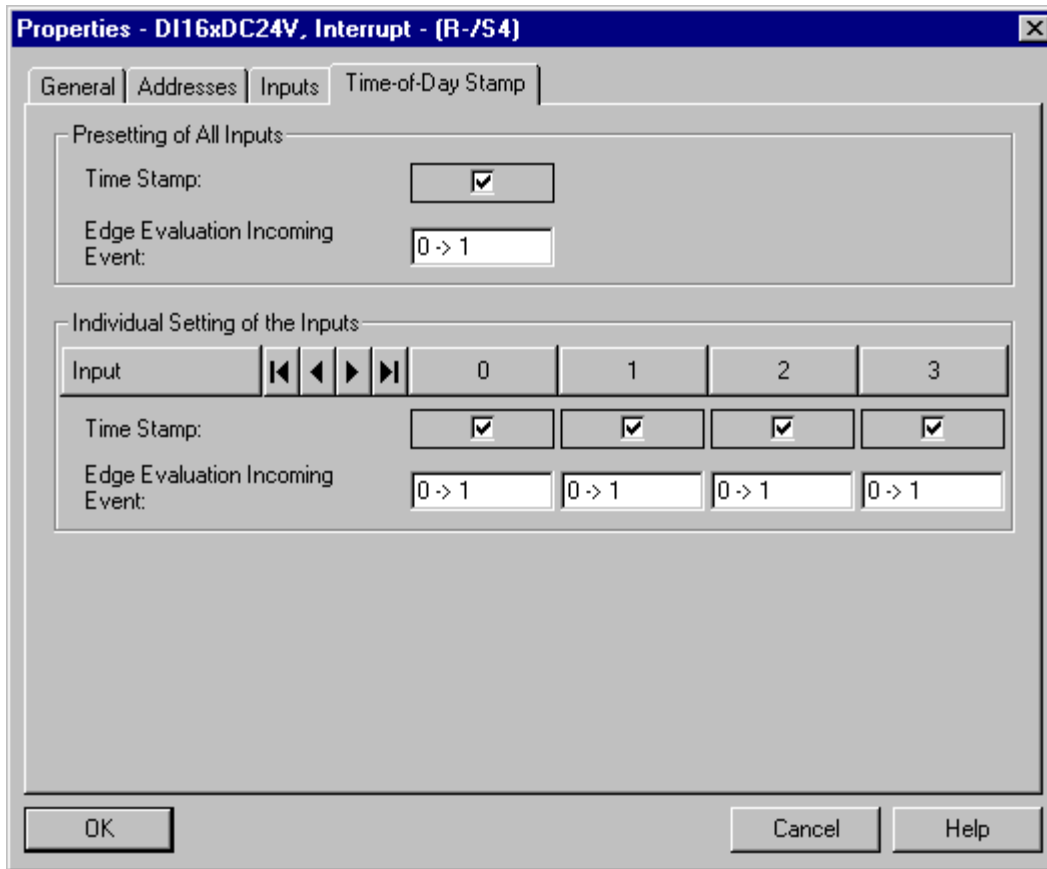 Properties - DI16xDC24V, Interrupt - (R-/S4)
General Addresses Inputs Time-of-Day Stamp
Presetting of All Inputs
Time Stamp:
Edge Evaluation Incoming
Event:
0 -> 1
Individual Setting of the Inputs
Input 0 1 2 3
Time Stamp:
Edge Evaluation Incoming
Event:
0 -> 1 0 -> 1 0 -> 1 0 -> 1
OK Cancel Help